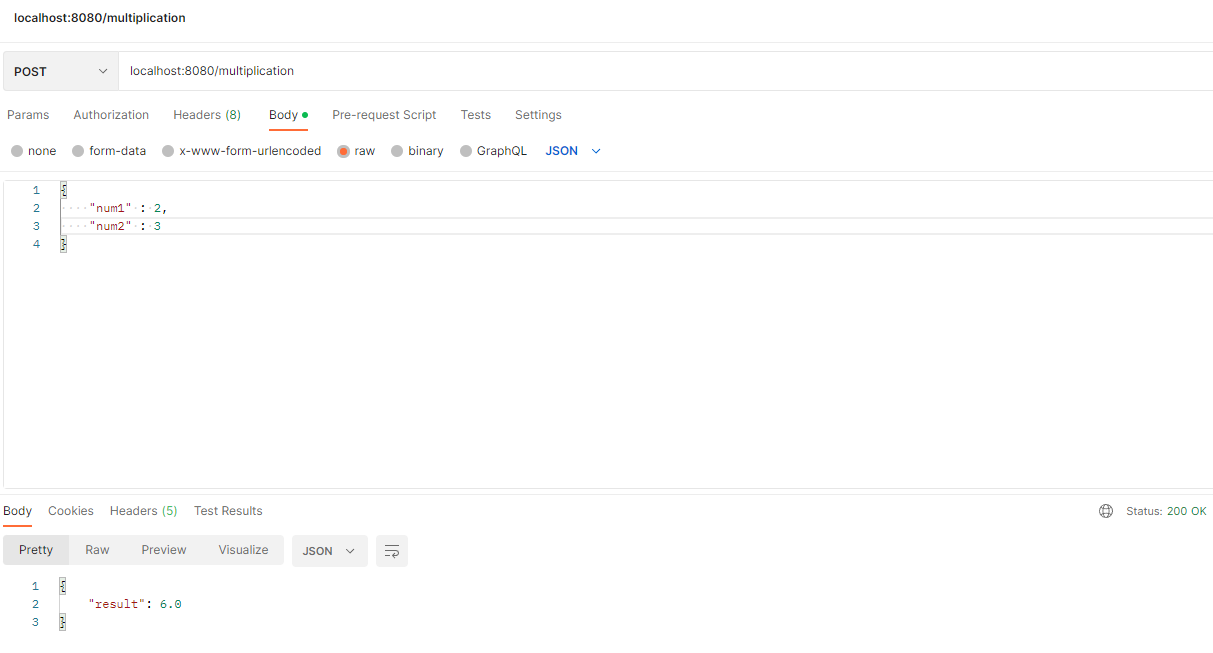 localhost:8080/multiplication
POST localhost:8080/multiplication
Params Authorization Headers (8) Body Pre-request Script Tests Settings
none form-data x-www-form-urlencoded raw binary GraphQL JSON
1 {
2 "num1" : 2,
3 "num2" : 3
4 }
Body Cookies Headers (5) Test Results Status: 200 OK
Pretty Raw Preview Visualize JSON
1 {
2 "result": 6.0
3 }